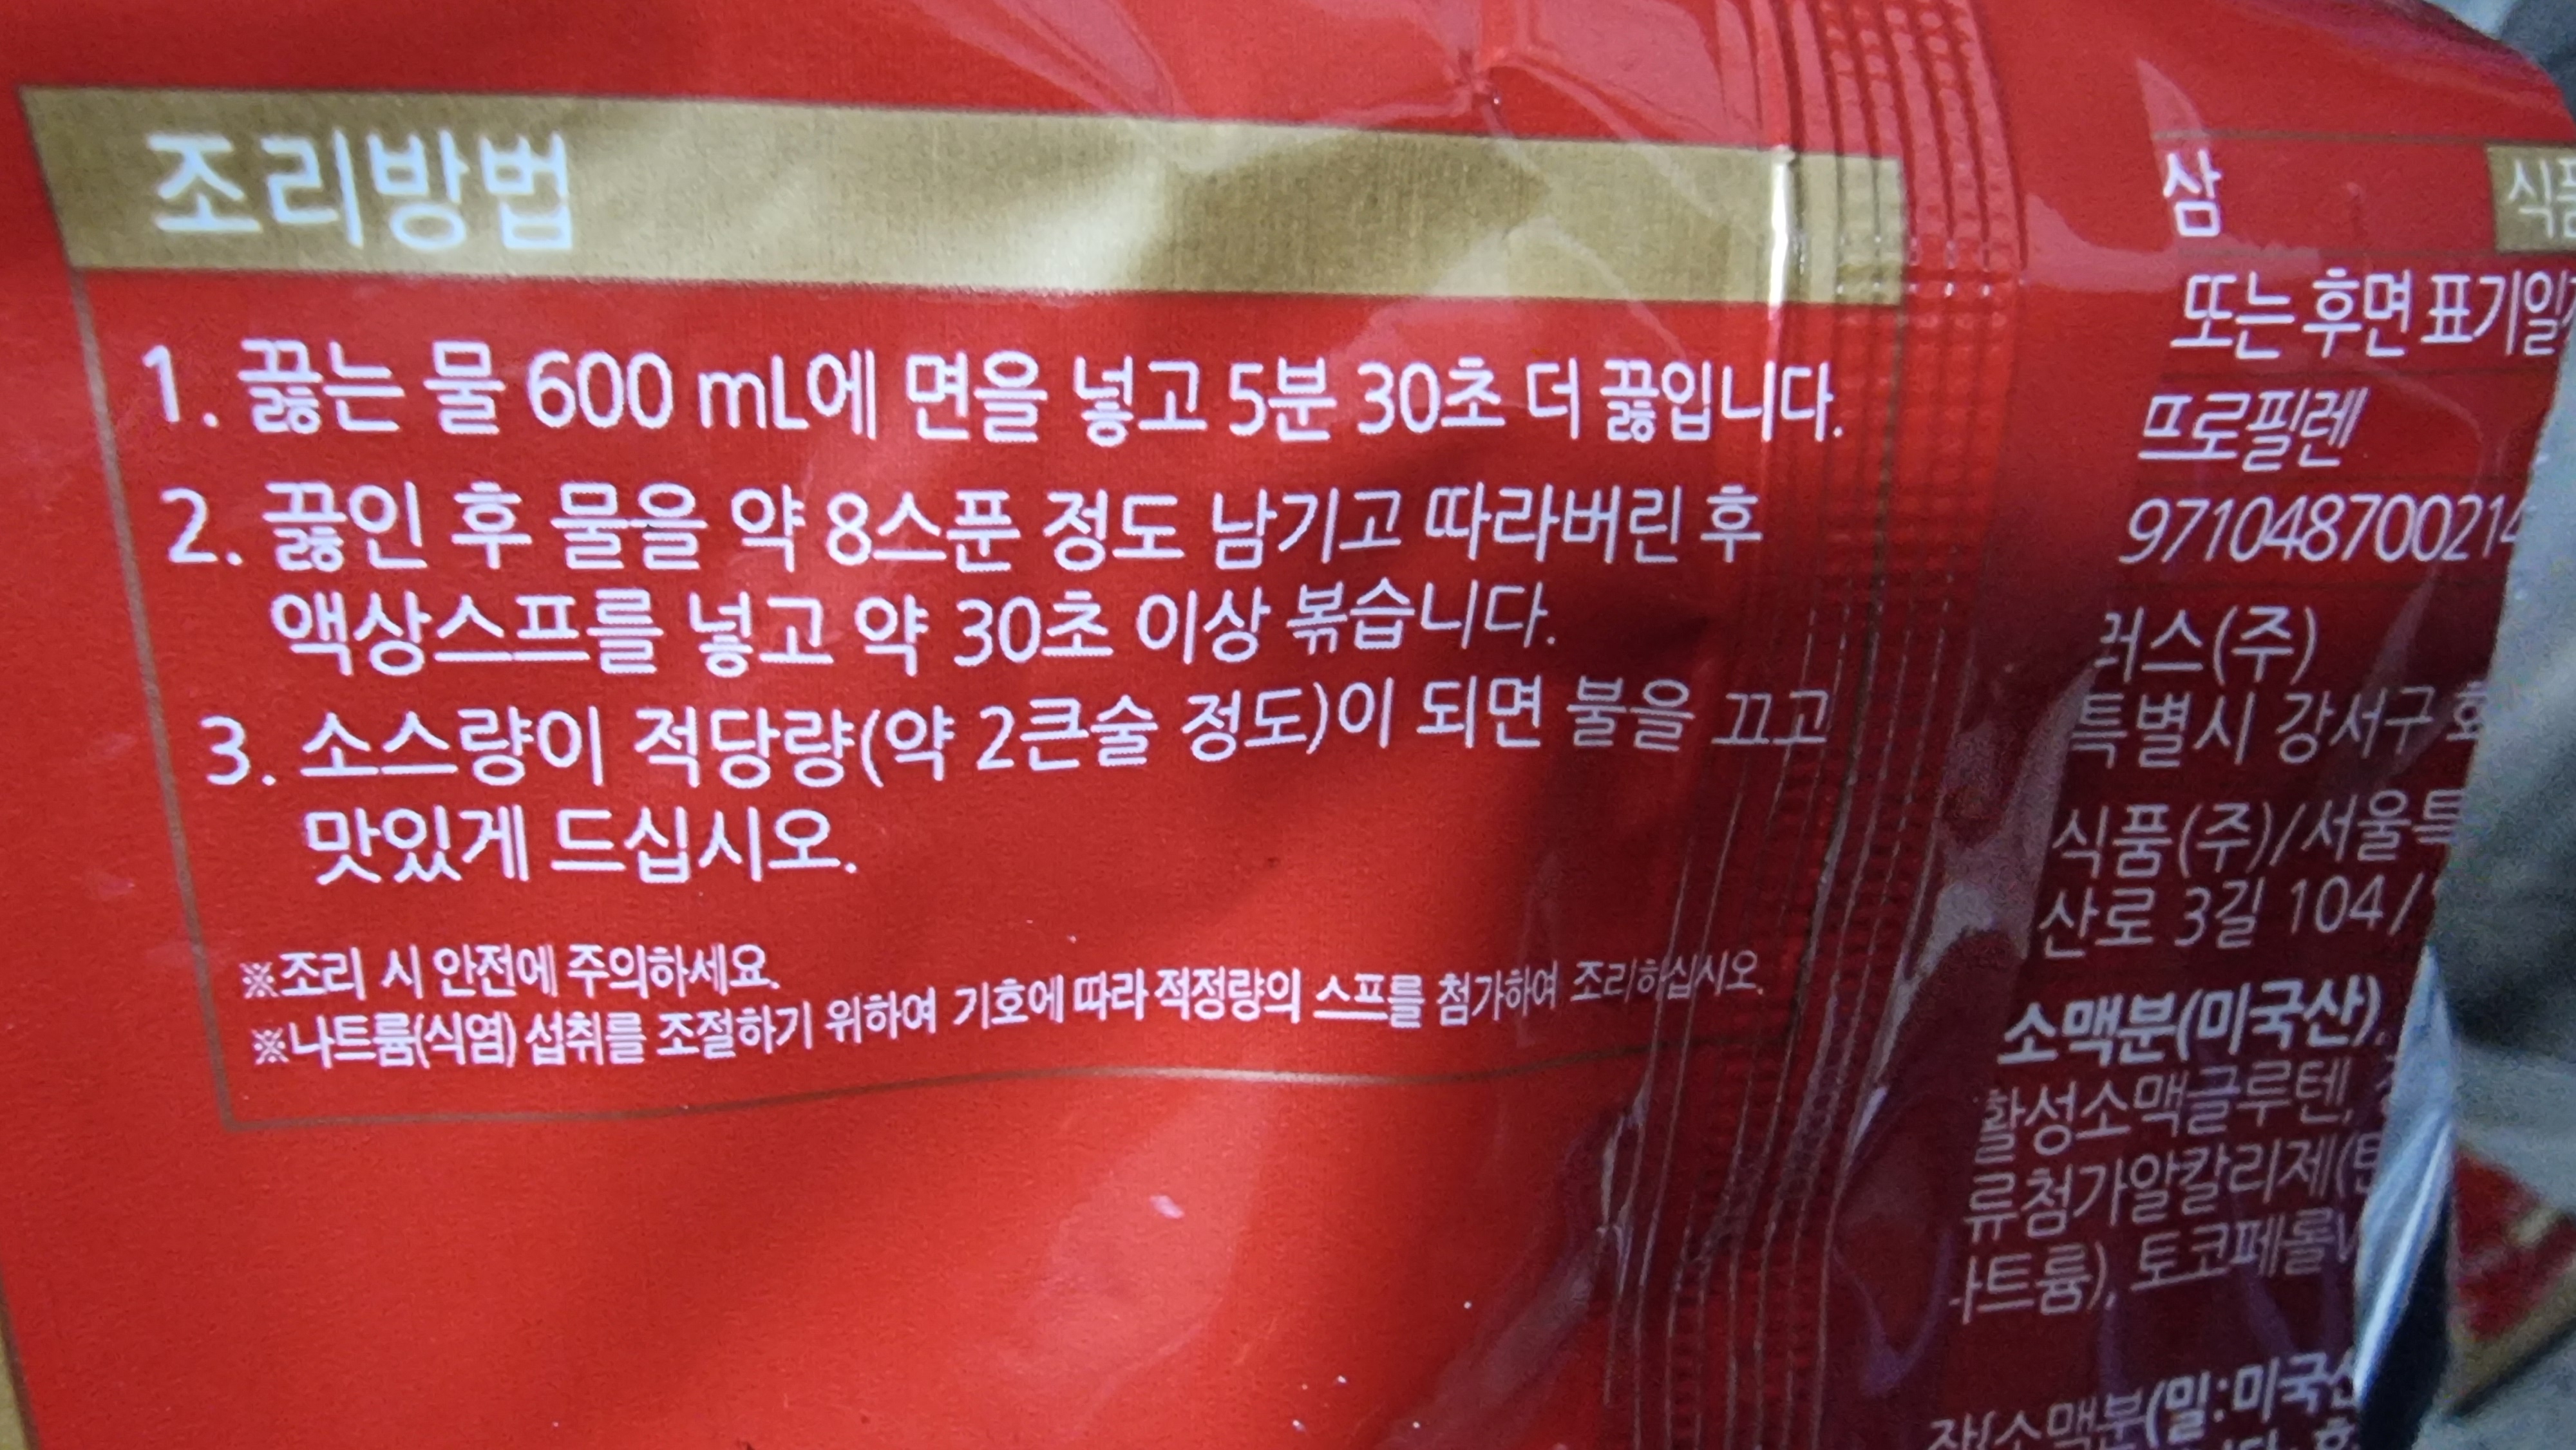 조리방법
1. 끓는 물 600 mL에 면을 넣고 5분 30초 더 끓입니다.
2. 끓인 후 물을 약 8스푼 정도 남기고 따라버린 후
액상스프를 넣고 약 30초 이상 볶습니다.
3. 소스량이 적당량(약 2큰술 정도)이 되면 불을 끄고
맛있게 드십시오.
※조리 시 안전에 주의하세요.
※나트륨(식염) 섭취를 조절하기 위하여 기호에 따라 적정량의 스프를 첨가하여 조리하십시오.
삼
또는 후면 표기일
프로필렌
971048700214
러스(주)
특별시 강서구
식품(주)/서울특
산로 3길 104/
소맥분(미국산),
활성소맥글루텐,
류첨가알칼리제(
나트륨), 토코페롤
소맥분(밀:미국산